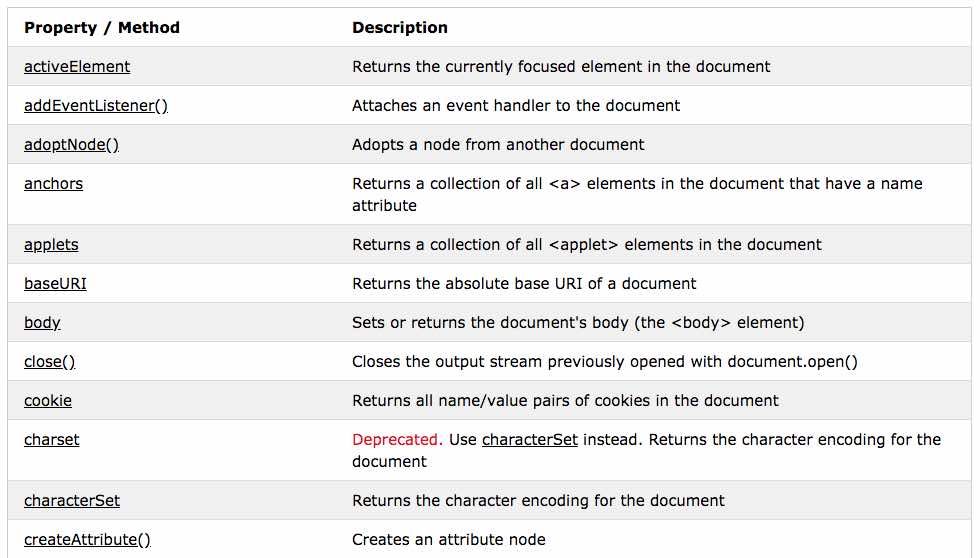 Property / Method Description
activeElement Returns the currently focused element in the document
addEventListener() Attaches an event handler to the document
adoptNode() Adopts a node from another document
anchors Returns a collection of all <a> elements in the document that have a name
attribute
applets Returns a collection of all <applet> elements in the document
baseURI Returns the absolute base URI of a document
body Sets or returns the document's body (the <body> element)
close() Closes the output stream previously opened with document.open()
cookie Returns all name/value pairs of cookies in the document
charset Deprecated. Use characterSet instead. Returns the character encoding for the
document
characterSet Returns the character encoding for the document
createAttribute() Creates an attribute node